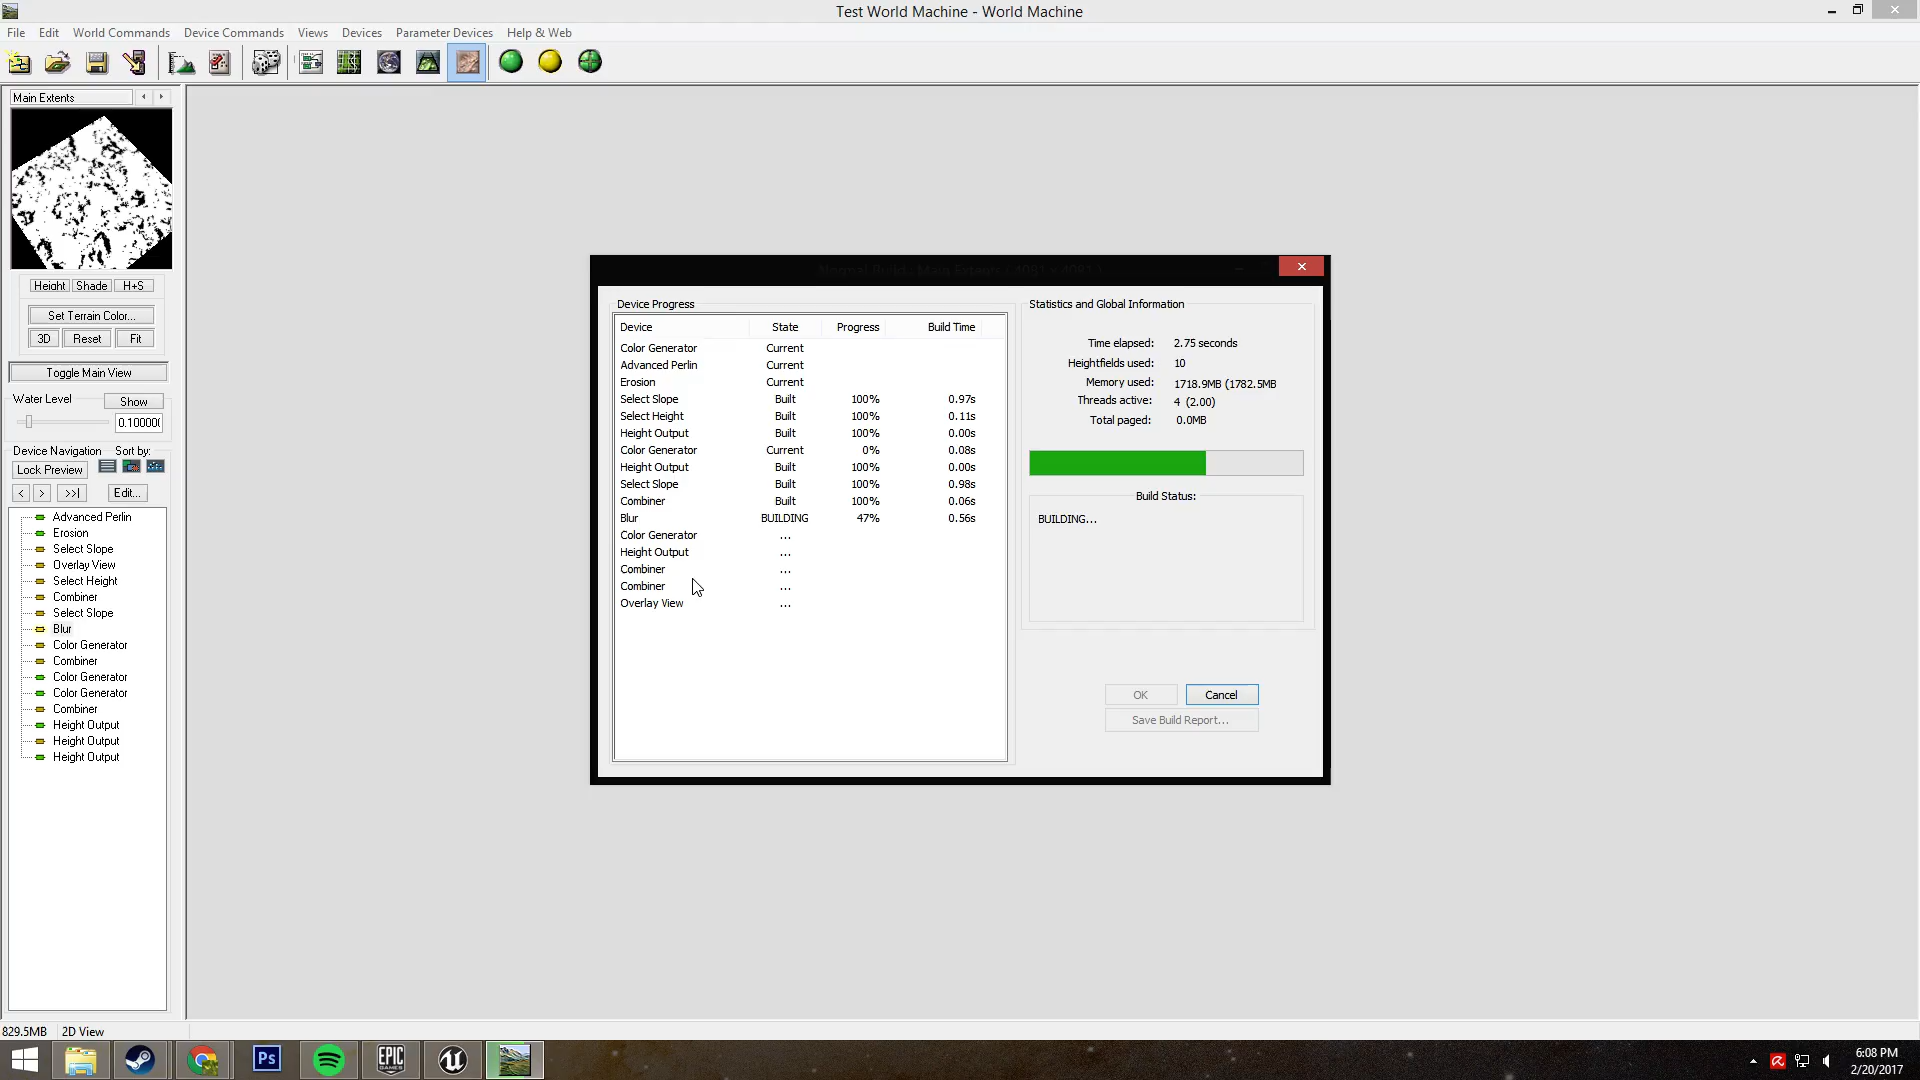 Test World Machine - World Machine
File Edit World Commands Device Commands Views Devices Parameter Devices Help & Web
Main Extents
Height Shade H+S
Set Terrain Color...
3D Reset Fit
Toggle Main View
Water Level Show
0.10000(
Device Navigation Sort by:
Lock Preview
< > >>| Edit...
Advanced Perlin
Erosion
Select Slope
Overlay View
Select Height
Combiner
Select Slope
Blur
Color Generator
Combiner
Color Generator
Color Generator
Combiner
Height Output
Height Output
Height Output
Normal Build: Main Extents
Device Progress
Device State Progress Build Time
Color Generator Current
Advanced Perlin Current
Erosion Current
Select Slope Built 100% 0.97s
Select Height Built 100% 0.11s
Height Output Built 100% 0.00s
Color Generator Current 0% 0.08s
Height Output Built 100% 0.00s
Select Slope Built 100% 0.98s
Combiner Built 100% 0.06s
Blur BUILDING 47% 0.56s
Color Generator ...
Height Output ...
Combiner ...
Combiner ...
Overlay View ...
Statistics and Global Information
Time elapsed: 2.75 seconds
Heightfields used: 10
Memory used: 1718.9MB (1782.5MB
Threads active: 4 (2.00)
Total paged: 0.0MB
Build Status:
BUILDING...
OK Cancel
Save Build Report...
829.5MB 2D View
Ps
EPIC
GAMES
6:08 PM
2/20/2017